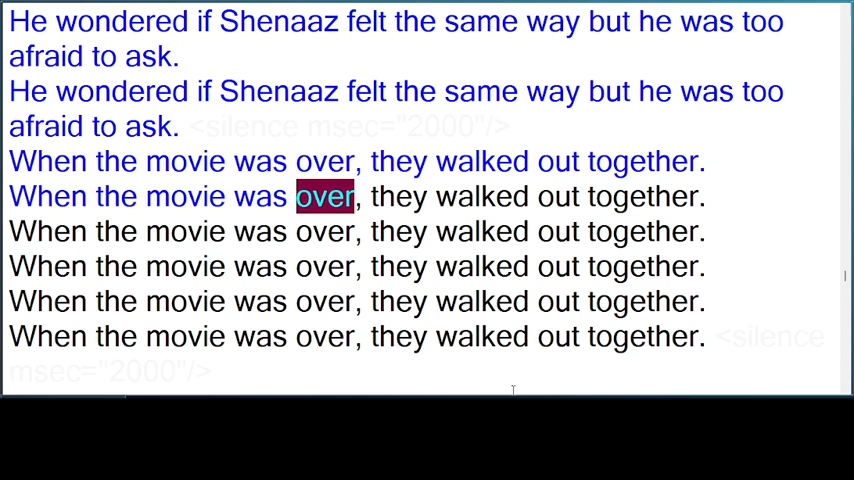 He wondered if Shenaaz felt the same way but he was too
afraid to ask.
He wondered if Shenaaz felt the same way but he was too
afraid to ask. <silence msec="2000"/>
When the movie was over, they walked out together.
When the movie was over, they walked out together.
When the movie was over, they walked out together.
When the movie was over, they walked out together.
When the movie was over, they walked out together.
When the movie was over, they walked out together. <silence
msec="2000"/>